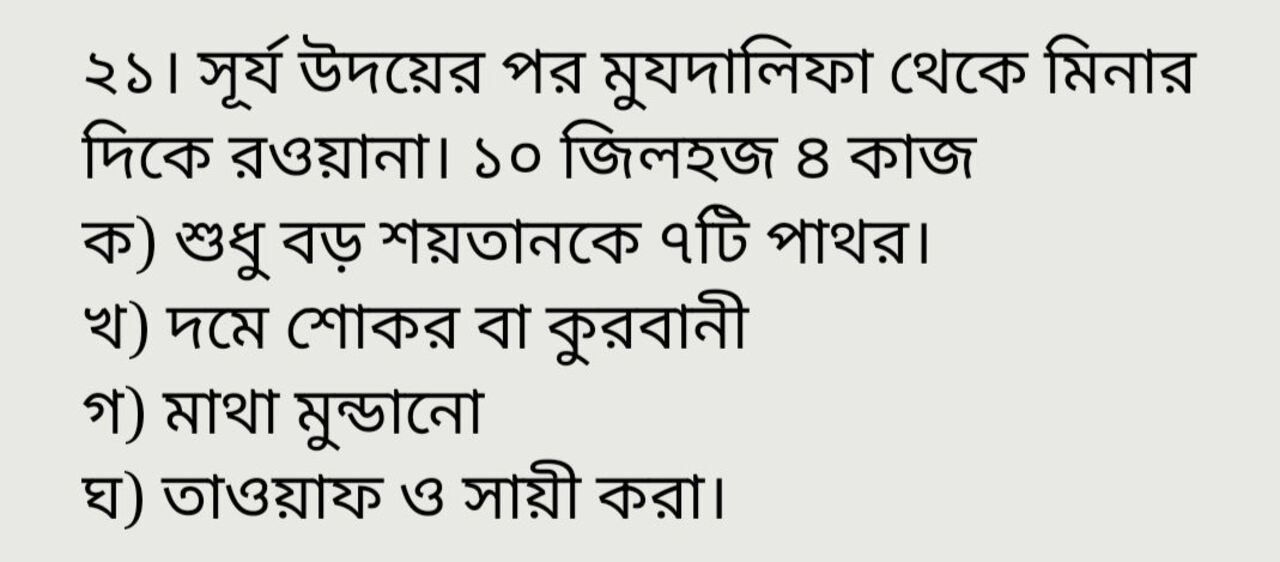 ২১। সূর্য উদয়ের পর মুযদালিফা থেকে মিনার
দিকে রওয়ানা। ১০ জিলহজ ৪ কাজ
ক) শুধু বড় শয়তানকে ৭টি পাথর।
খ) দমে শোকর বা কুরবানী
গ) মাথা মুন্ডানো
ঘ) তাওয়াফ ও সায়ী করা।